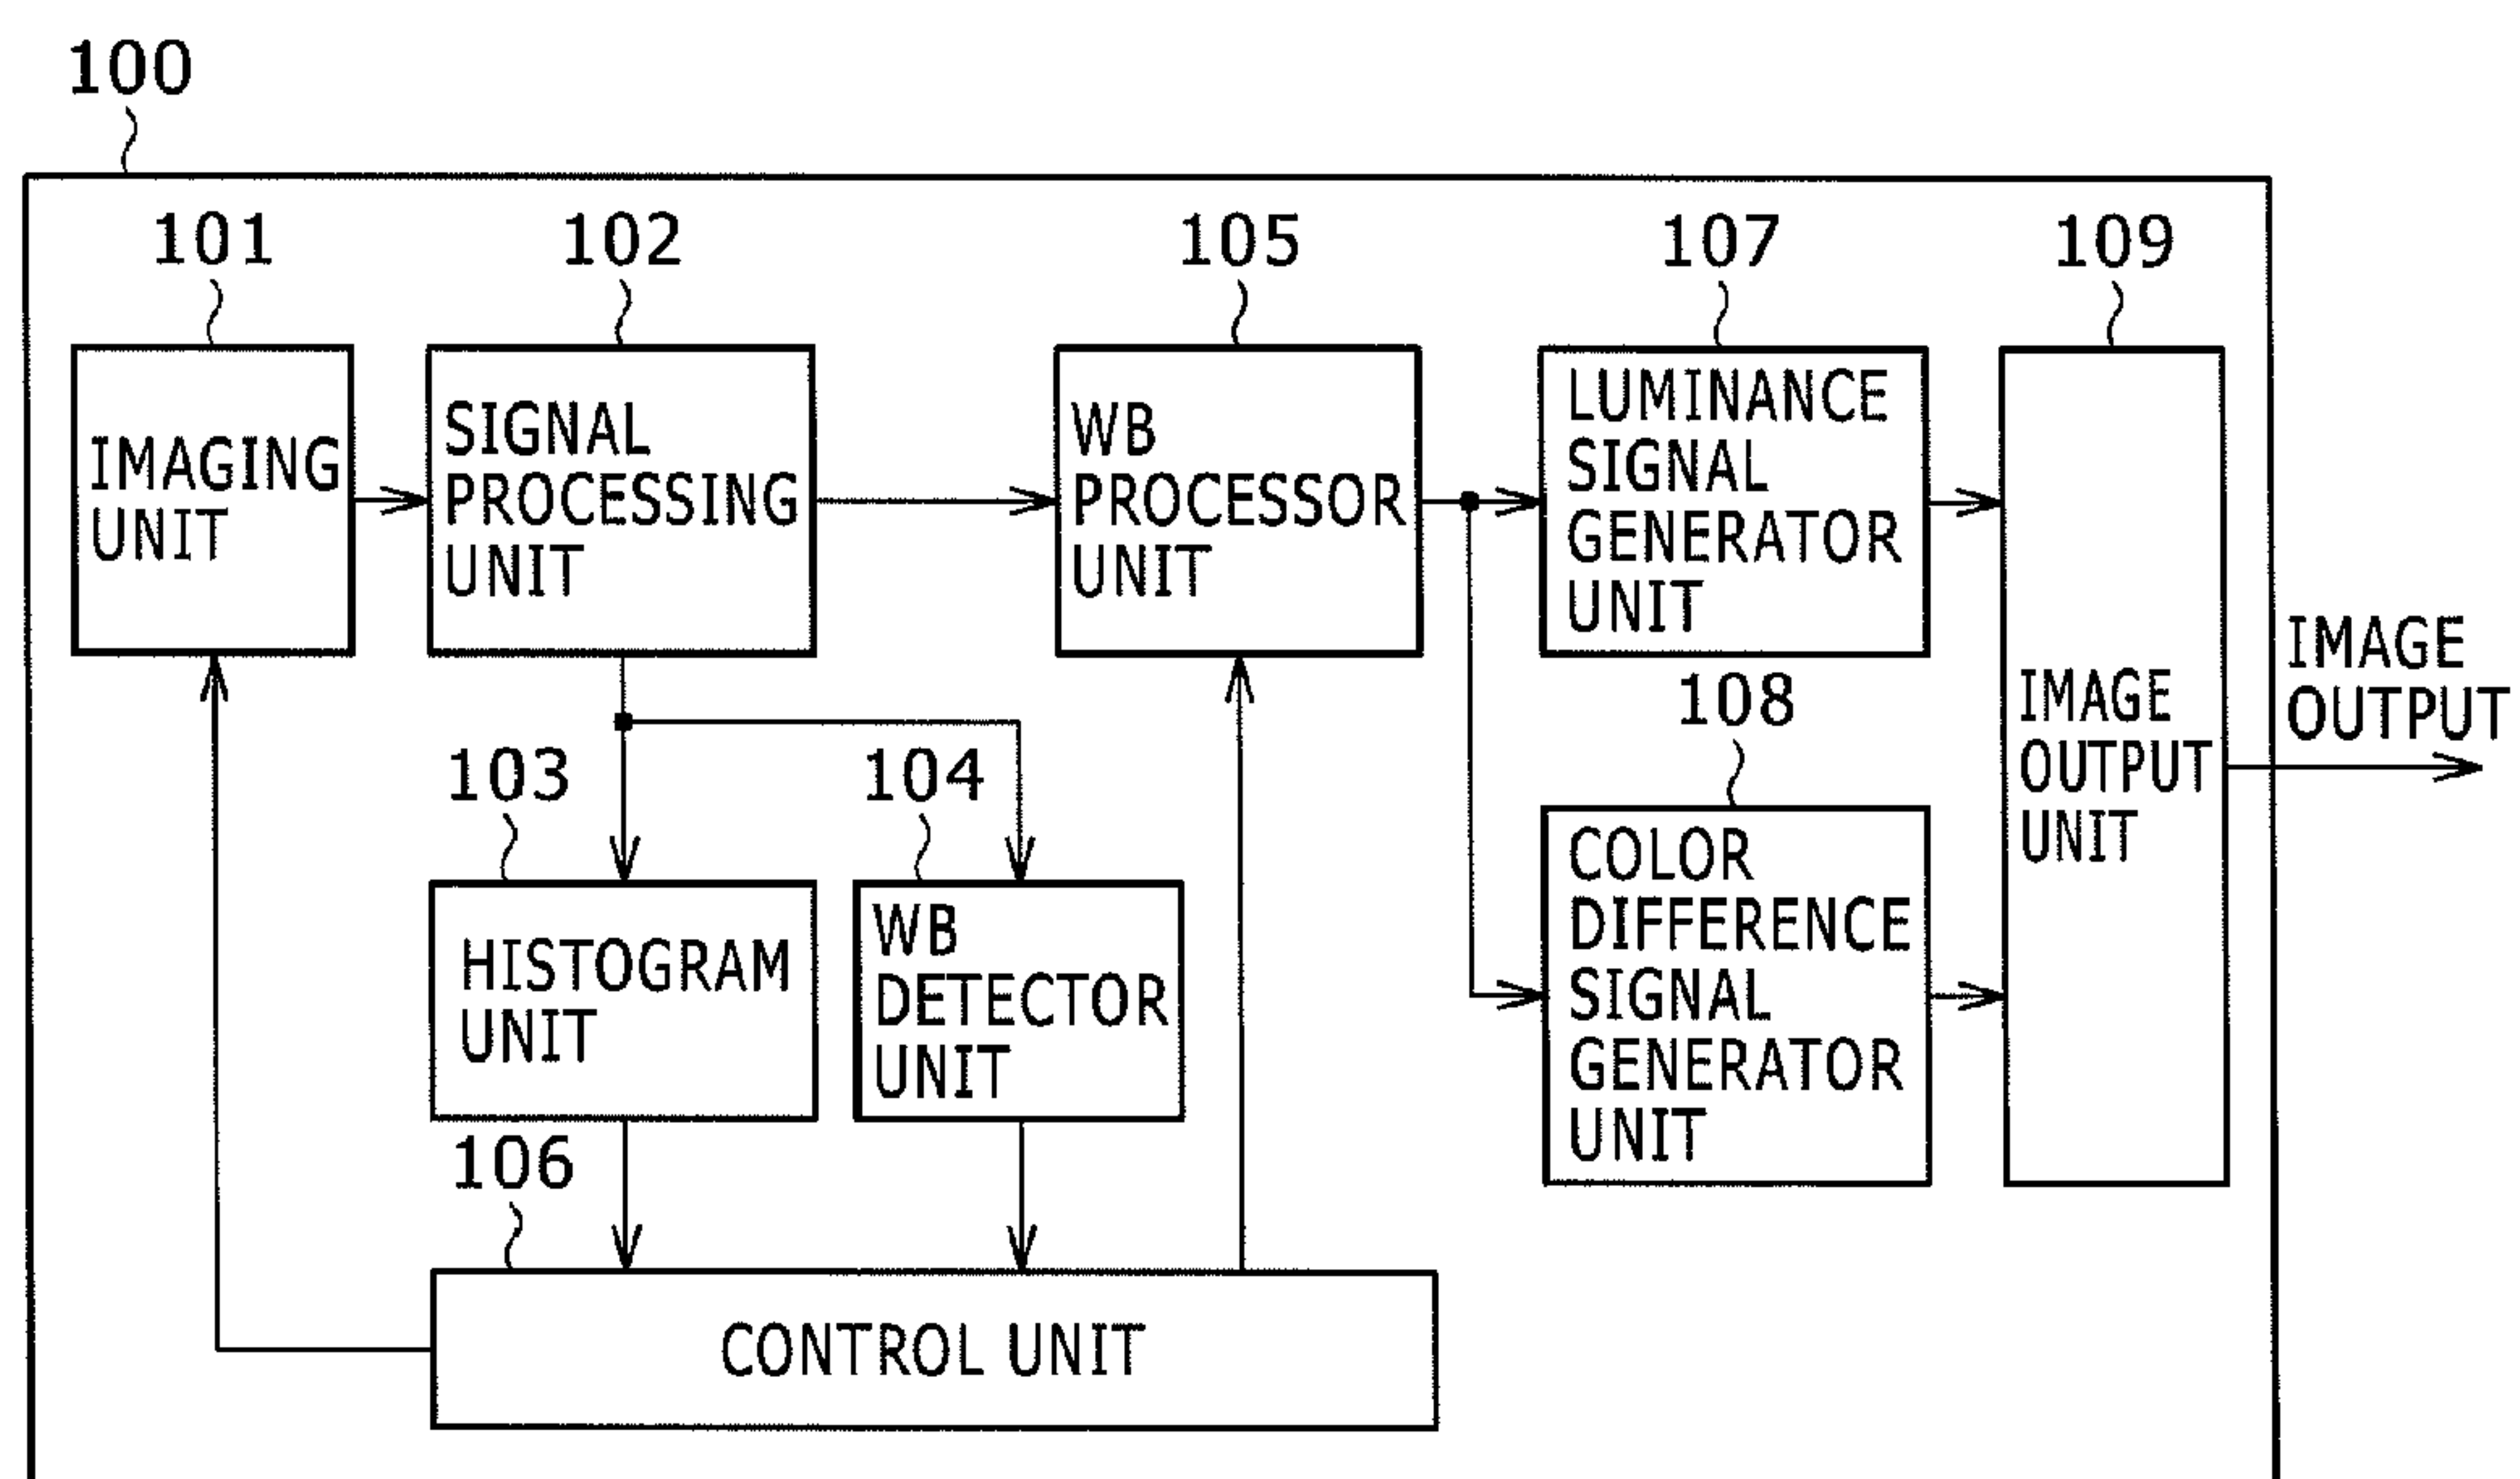 100
101
102
105
107
109
IMAGING
UNIT
SIGNAL
PROCESSING
UNIT
WB
PROCESSOR
UNIT
LUMINANCE
SIGNAL
GENERATOR
UNIT
IMAGE
OUTPUT
UNIT
IMAGE
OUTPUT
103
104
108
HISTOGRAM
UNIT
WB
DETECTOR
UNIT
COLOR
DIFFERENCE
SIGNAL
GENERATOR
UNIT
106
CONTROL UNIT